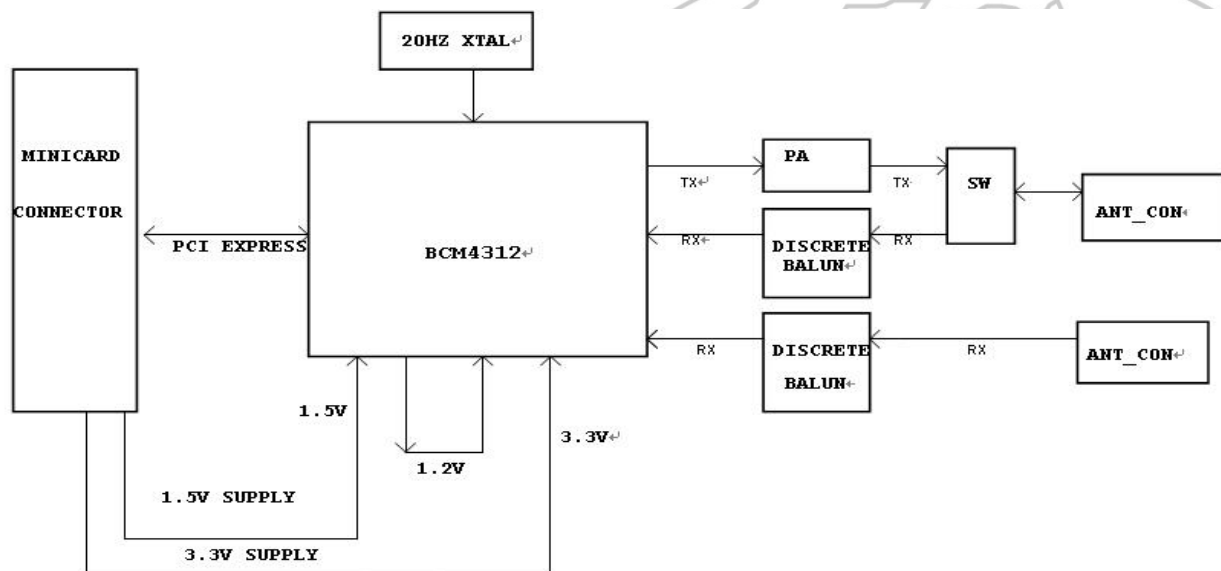 20HZ XTAL↵
MINICARD
CONNECTOR
PCI EXPRESS
BCM4312↵
TX↵
PA
TX
SW
ANT_CON↵
RX↵
DISCRETE
BALUN↵
RX
RX
DISCRETE
BALUN↵
RX
ANT_CON↵
1.5V
1.2V
3.3V↵
1.5V SUPPLY
3.3V SUPPLY